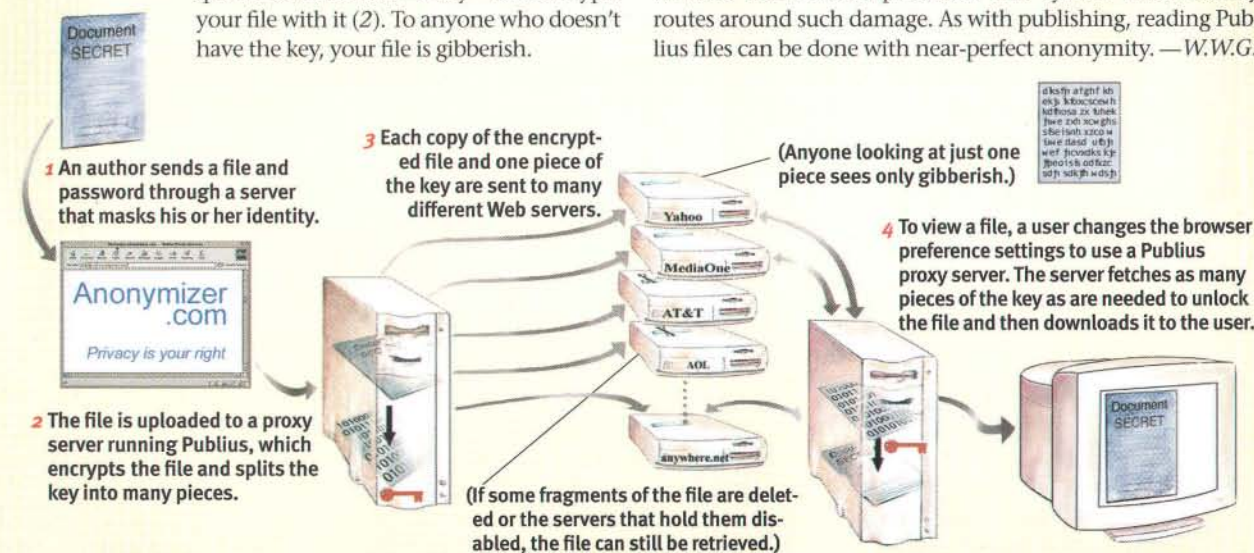 your file with it (2). To anyone who doesn't
have the key, your file is gibberish.
routes around such damage. As with publishing, reading Pub-
lius files can be done with near-perfect anonymity. —W.W.G.
Document
SECRET
1 An author sends a file and
password through a server
that masks his or her identity.
Anonymizer
.com
Privacy is your right
2 The file is uploaded to a proxy
server running Publius, which
encrypts the file and splits the
key into many pieces.
3 Each copy of the encrypt-
ed file and one piece of
the key are sent to many
different Web servers.
Yahoo
MediaOne
AT&T
AOL
anywhere.net
(Anyone looking at just one
piece sees only gibberish.)
(If some fragments of the file are delet-
ed or the servers that hold them dis-
abled, the file can still be retrieved.)
4 To view a file, a user changes the browser
preference settings to use a Publius
proxy server. The server fetches as many
pieces of the key as are needed to unlock
the file and then downloads it to the user.
Document
SECRET